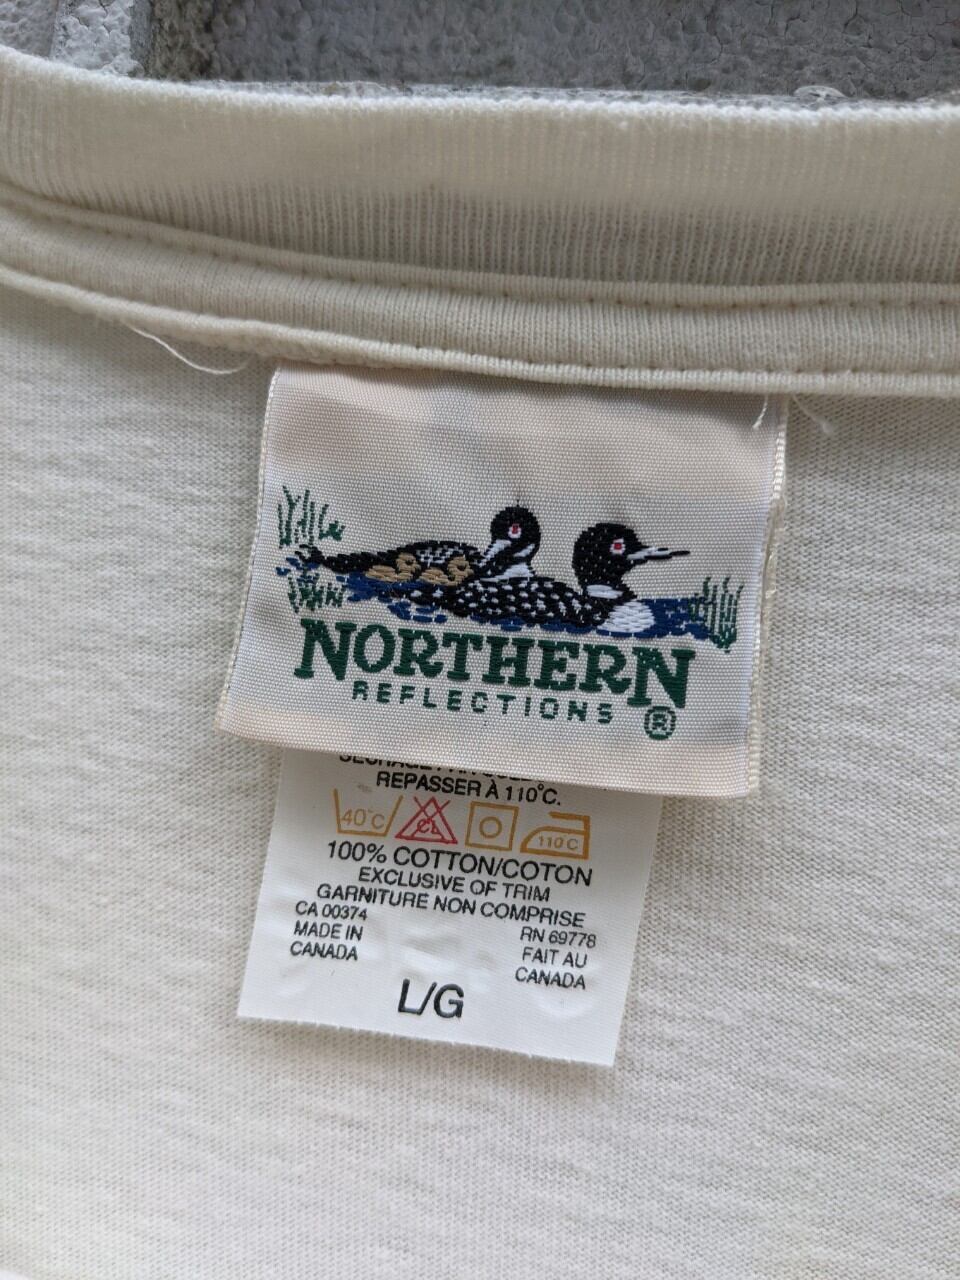 NORTHERN
REFLECTIONS ®
REPASSER À 110°C.
40°C CL 110 C
100% COTTON/COTON
EXCLUSIVE OF TRIM
GARNITURE NON COMPRISE
CA 00374 RN 69778
MADE IN FAIT AU
CANADA CANADA
L/G